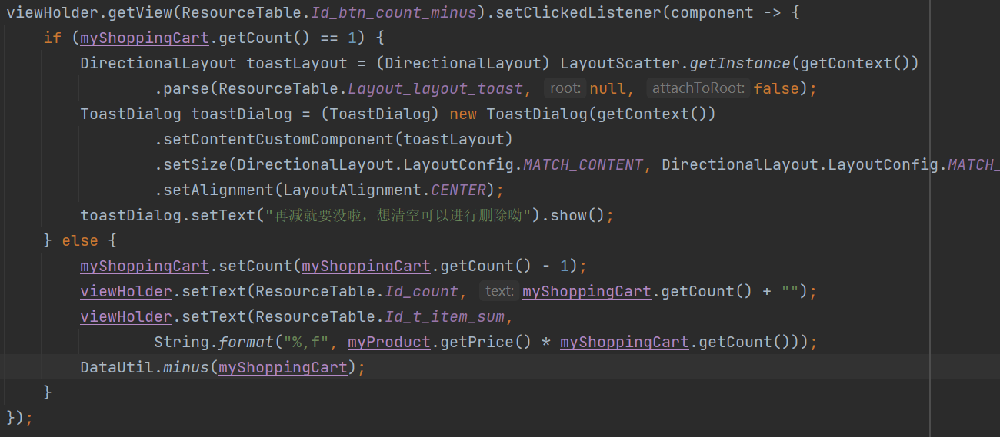 viewHolder.getView(ResourceTable.Id_btn_count_minus).setClickedListener(component -> {
if (myShoppingCart.getCount() == 1) {
DirectionalLayout toastLayout = (DirectionalLayout) LayoutScatter.getInstance(getContext())
.parse(ResourceTable.Layout_layout_toast, root: null, attachToRoot: false);
ToastDialog toastDialog = (ToastDialog) new ToastDialog(getContext())
.setContentCustomComponent(toastLayout)
.setSize(DirectionalLayout.LayoutConfig.MATCH_CONTENT, DirectionalLayout.LayoutConfig.MATCH_
.setAlignment(LayoutAlignment.CENTER);
toastDialog.setText("再减就要没啦，想清空可以进行删除呦").show();
} else {
myShoppingCart.setCount(myShoppingCart.getCount() - 1);
viewHolder.setText(ResourceTable.Id_count, text: myShoppingCart.getCount() + "");
viewHolder.setText(ResourceTable.Id_t_item_sum,
String.format("%,f", myProduct.getPrice() * myShoppingCart.getCount()));
DataUtil.minus(myShoppingCart);
}
});